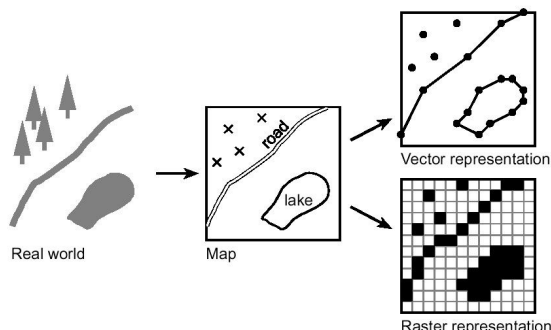 road
lake
Real world
Map
Vector representation
Raster representation